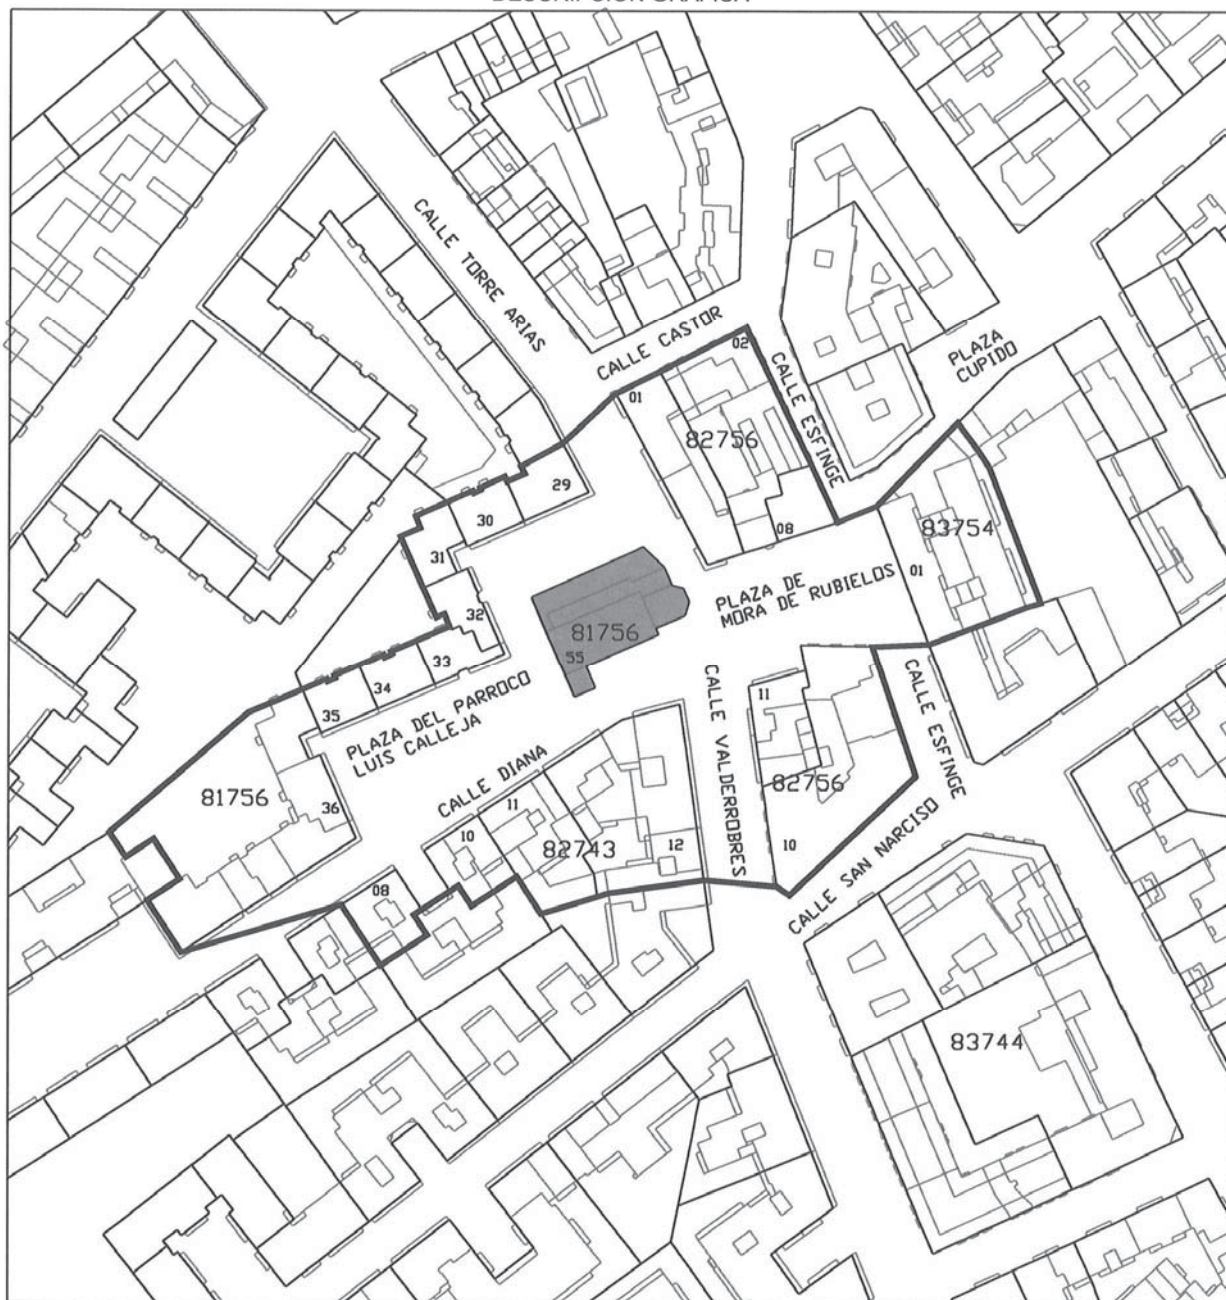 CALLE TORRE ARIAS
CALLE CASTOR
02
PLAZA
CUPIDO
01
CALLE ESFINGE
82756
29
30
08
83754
31
01
32
PLAZA DE
MORA DE RUBIELOS
81756
55
33
34
35
PLAZA DEL PARROCO
LUIS CALLEJA
CALLE VALDERROBRES
11
CALLE ESFINGE
CALLE DIANA
81756
36
82756
11
10
82743
12
10
CALLE SAN NARCISO
08
83744